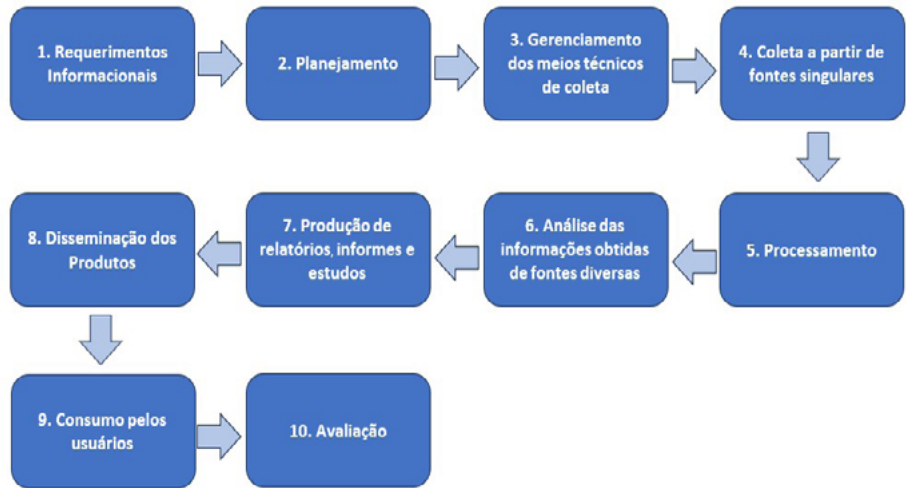 1. Requerimentos
Informacionais
2. Planejamento
3. Gerenciamento
dos meios técnicos
de coleta
4. Coleta a partir de
fontes singulares
5. Processamento
6. Análise das
informações obtidas
de fontes diversas
7. Produção de
relatórios, informes e
estudos
8. Disseminação dos
Produtos
9. Consumo pelos
usuários
10. Avaliação